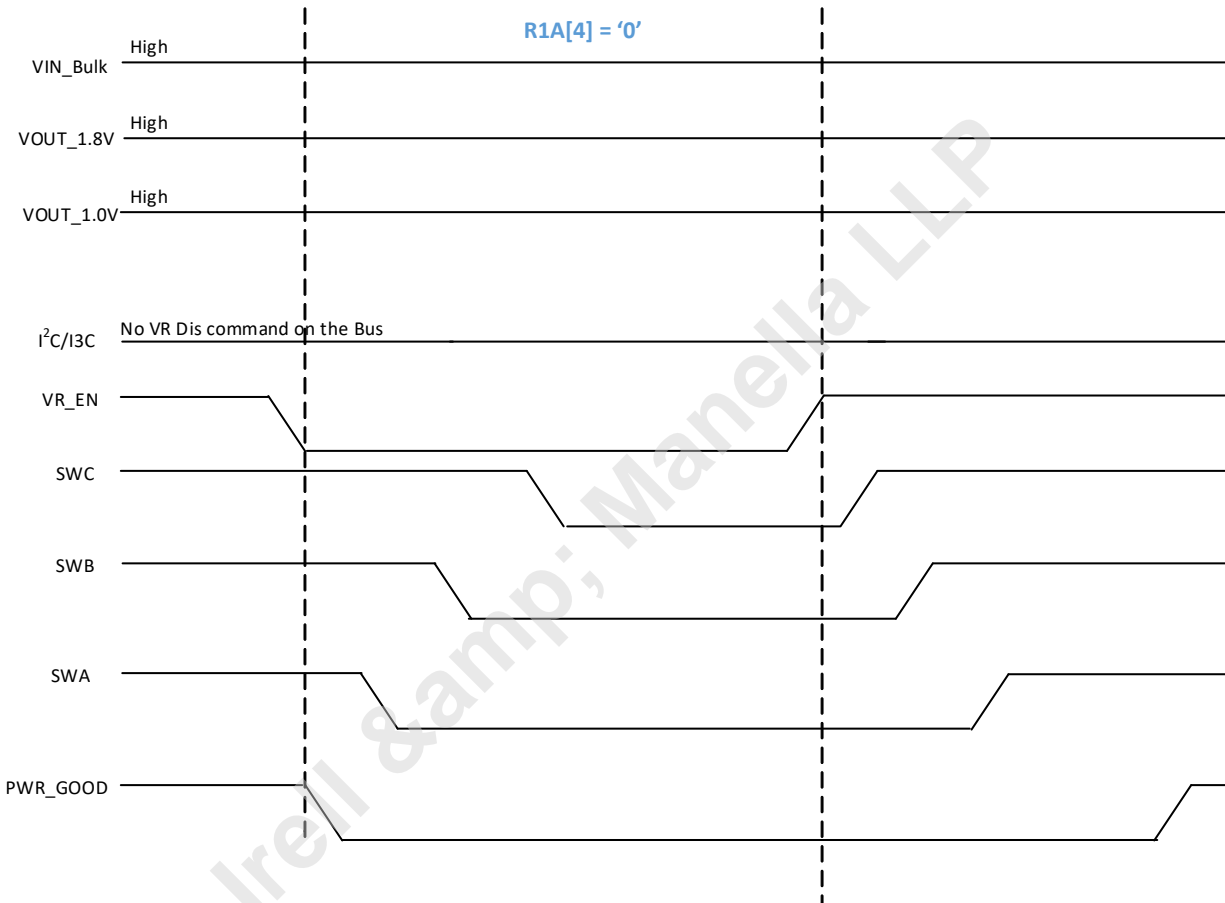 R1A[4] = ‘0’
High
VIN_Bulk
High
VOUT_1.8V
High
VOUT_1.0V
No VR Dis command on the Bus
I²C/I3C
VR_EN
SWC
SWB
SWA
PWR_GOOD
Irell &amp; Manella LLP